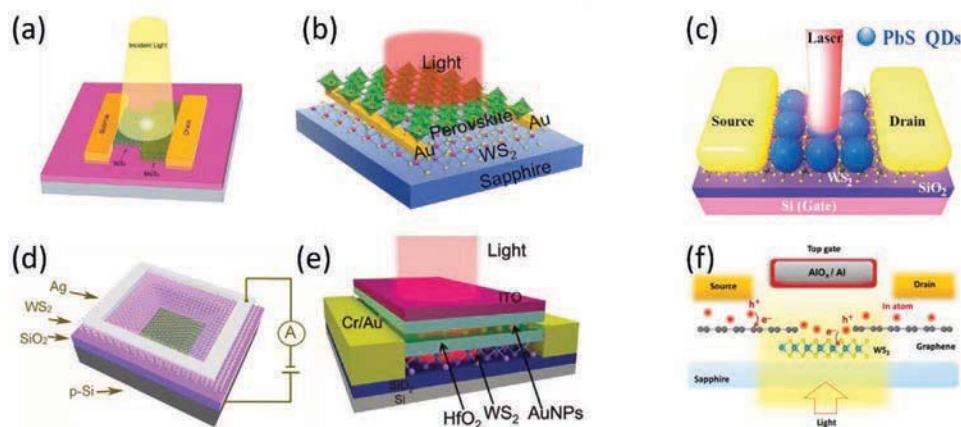 (a)
Incident Light
Source
Drain
(b)
Light
Perovskite
Au
Au
WS₂
Sapphire
(c)
Laser
PbS QDs
Source
Drain
WS₂
SiO₂
Si (Gate)
(d)
Ag
WS₂
SiO₂
p-Si
A
(e)
Light
ITO
Cr/Au
SiO₂
Si
HfO₂
WS₂
AuNPs
(f)
Top gate
AlOₓ / Al
Source
Drain
h⁺
e⁻
h⁺
e⁻
In atom
Graphene
WS₂
Sapphire
Light